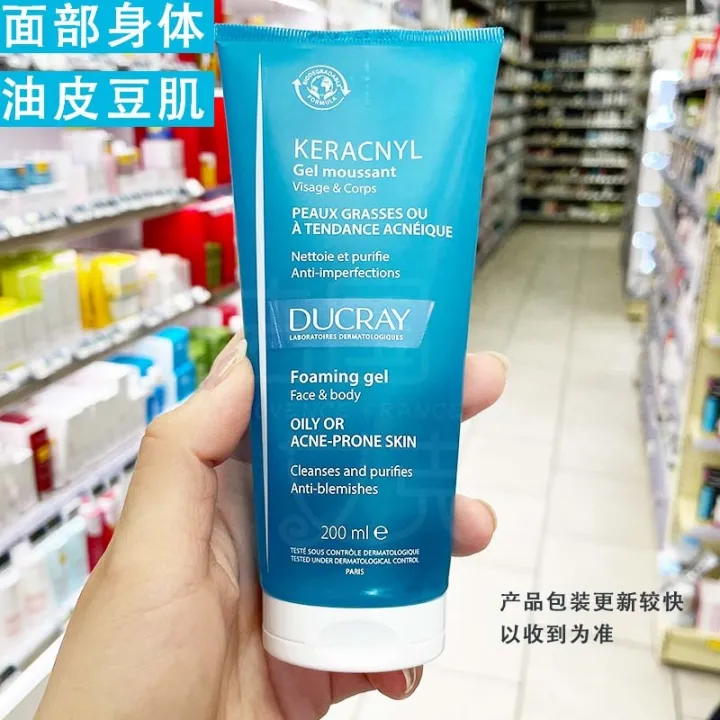 面部身体
油皮豆肌
BIODEGRADABLE
FORMULA
KERACNYL
Gel moussant
Visage & Corps
PEAUX GRASSES OU
À TENDANCE ACNÉIQUE
Nettoie et purifie
Anti-imperfections
DUCRAY
LABORATOIRES DERMATOLOGIQUES
Foaming gel
Face & body
OILY OR
ACNE-PRONE SKIN
Cleanses and purifies
Anti-blemishes
200 ml e
TESTÉ SOUS CONTRÔLE DERMATOLOGIQUE
TESTED UNDER DERMATOLOGICAL CONTROL
PARIS
产品包装更新较快
以收到为准